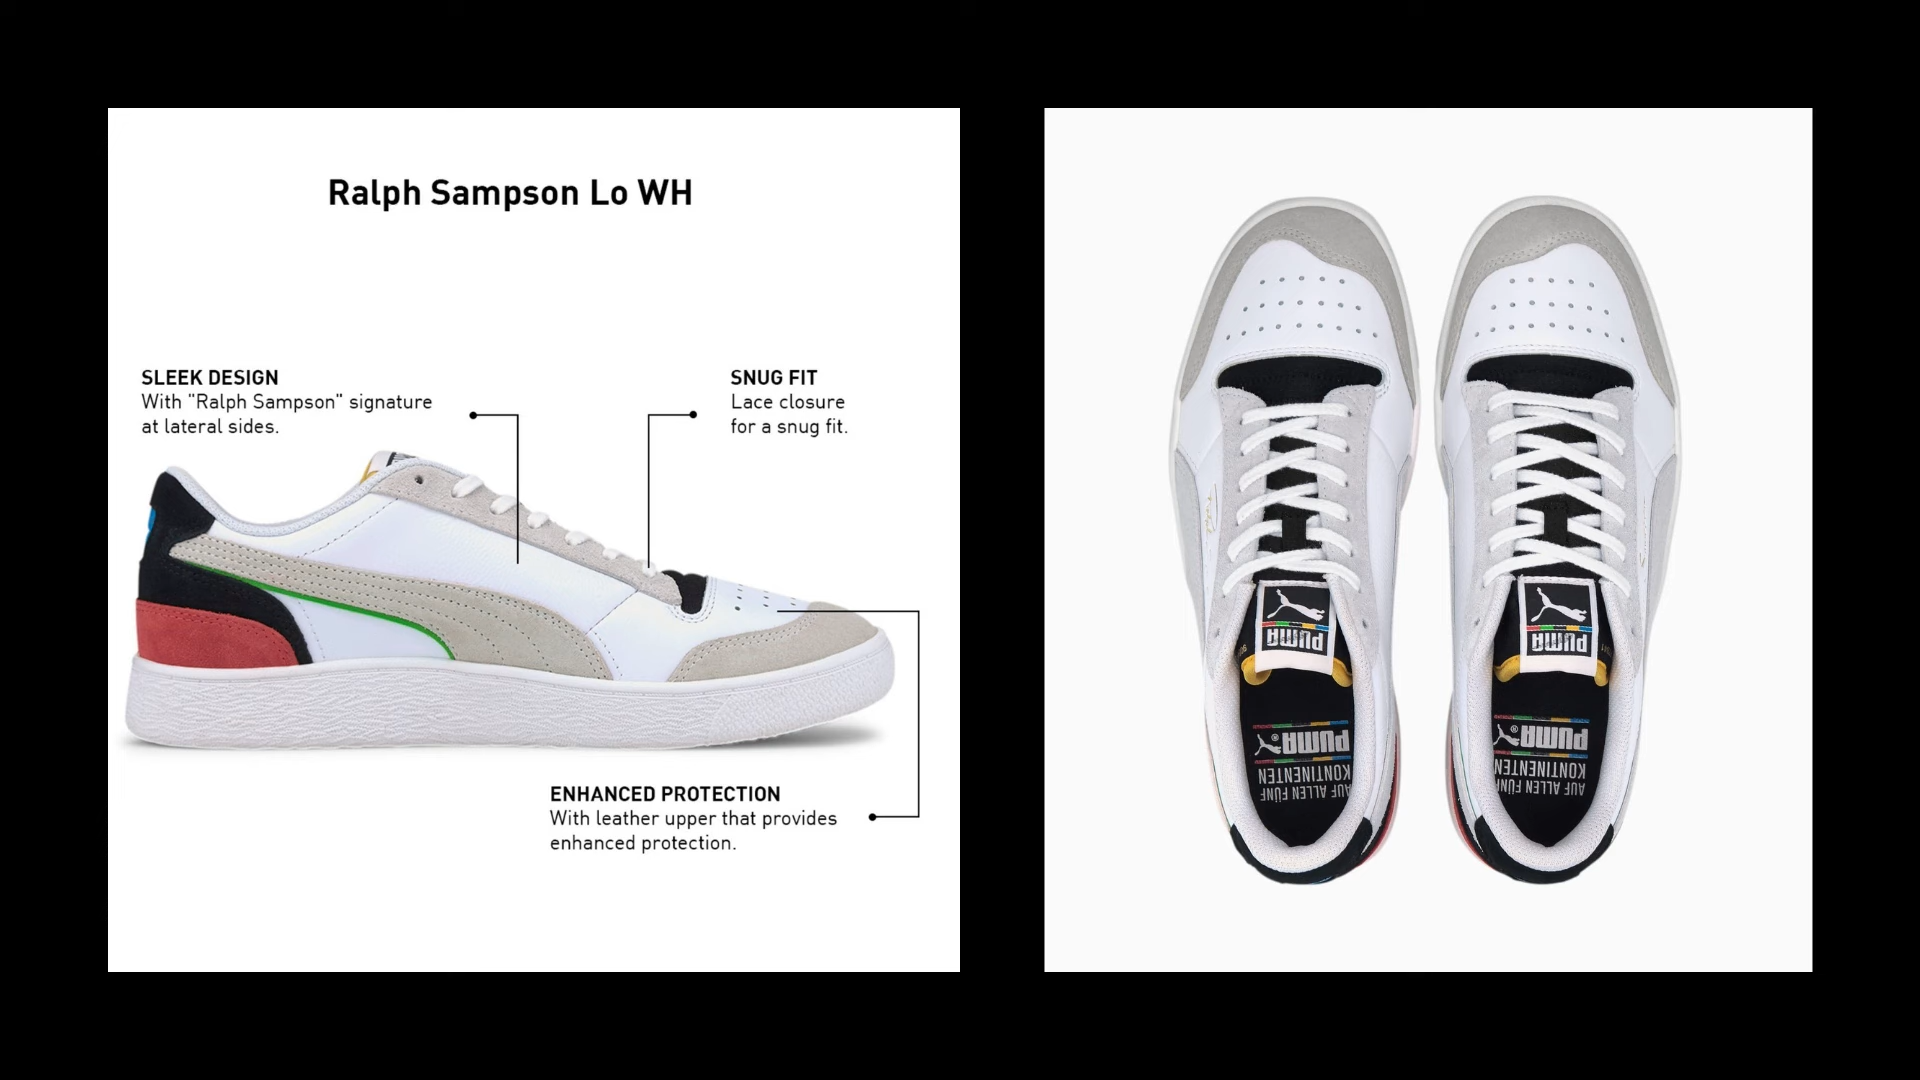 Ralph Sampson Lo WH
SLEEK DESIGN
With "Ralph Sampson" signature
at lateral sides.
SNUG FIT
Lace closure
for a snug fit.
ENHANCED PROTECTION
With leather upper that provides
enhanced protection.
PUMA
PUMA
PUMA®
KONTINENTEN
AUF ALLEN FÜNF
PUMA®
KONTINENTEN
AUF ALLEN FÜNF